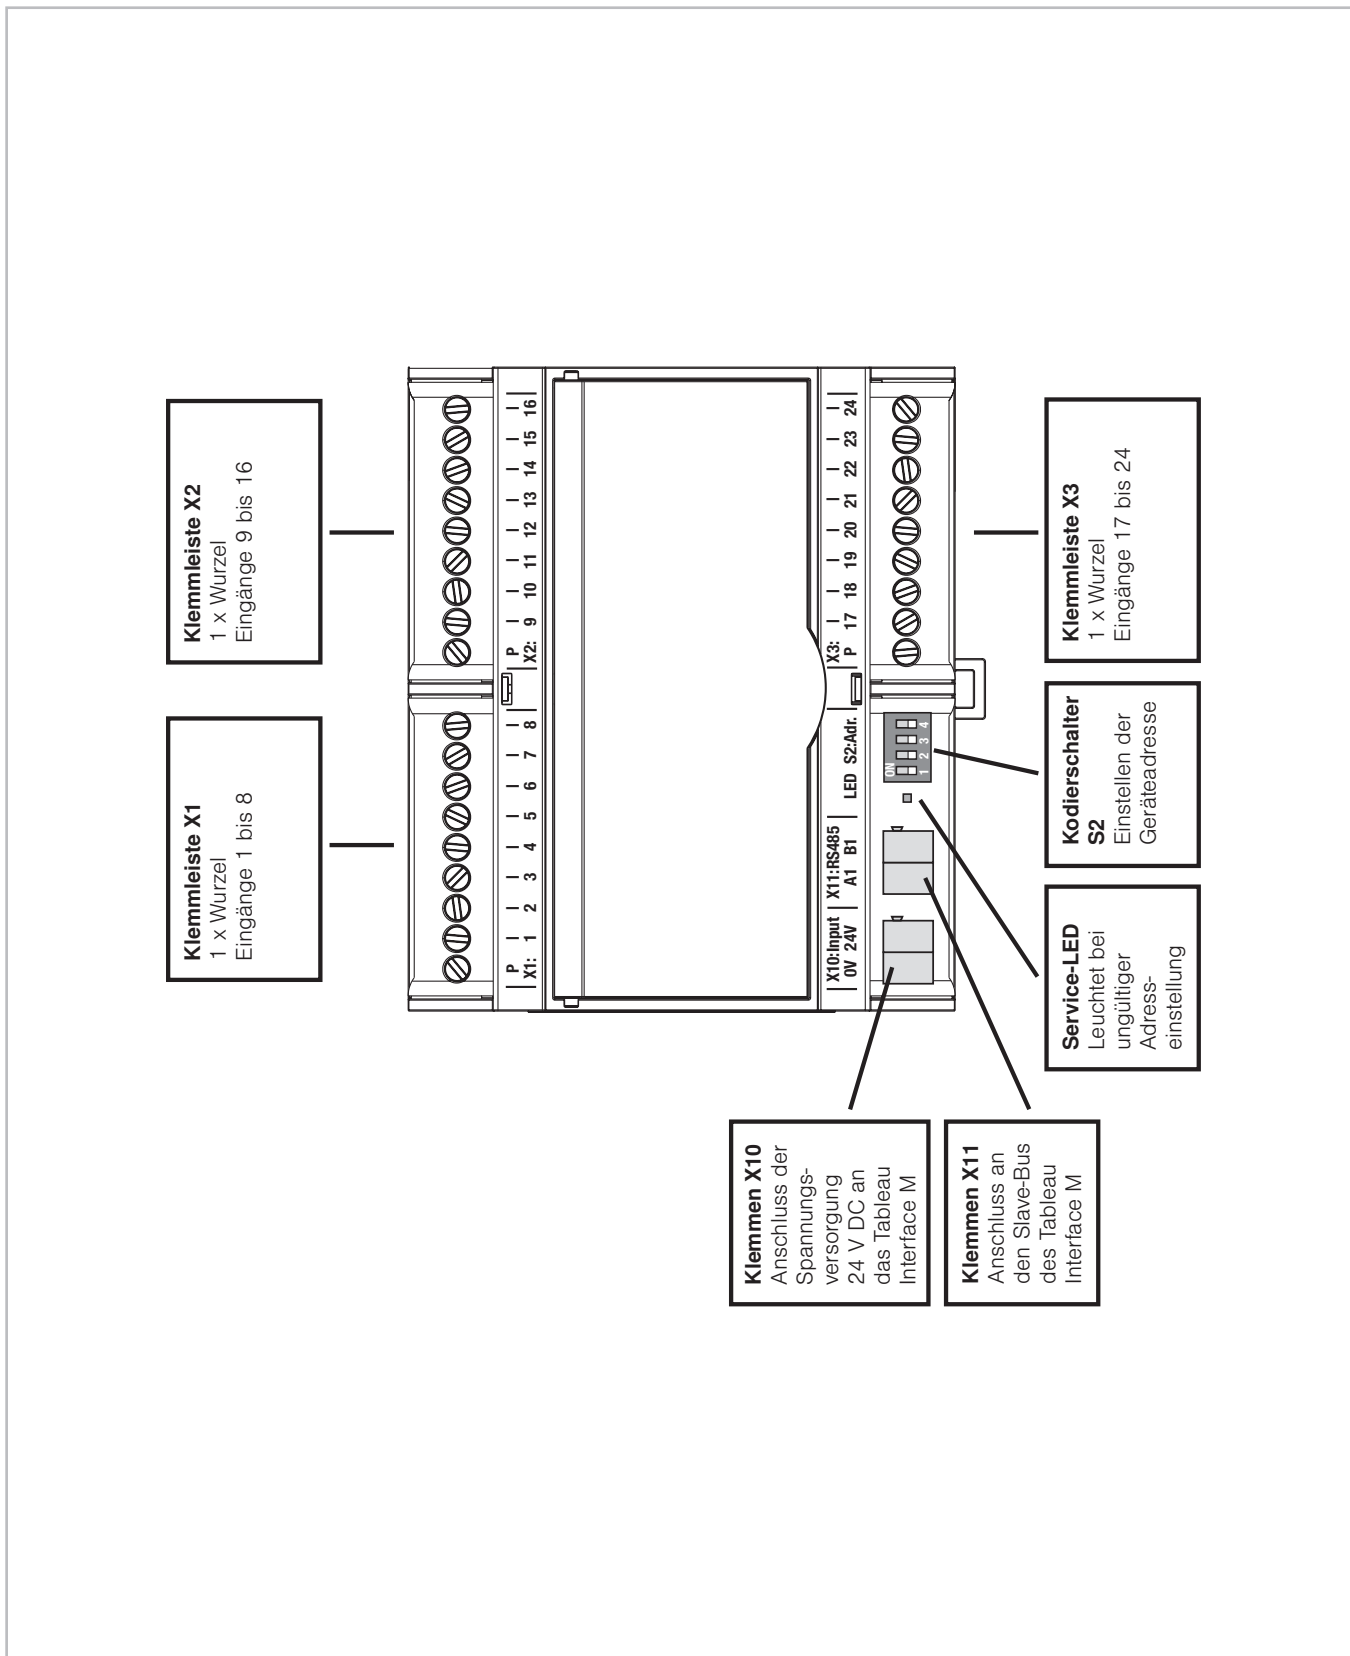 Klemmleiste X1
1 x Wurzel
Eingänge 1 bis 8
Klemmleiste X2
1 x Wurzel
Eingänge 9 bis 16
P I I I I I I I I
X1: 1 2 3 4 5 6 7 8
P I I I I I I I I
X2: 9 10 11 12 13 14 15 16
X10:Input
0V 24V
X11:RS485
A1 B1
LED S2:Adr.
X3: I I I I I I I I
P 17 18 19 20 21 22 23 24
ON
1 2 3 4
Klemmen X10
Anschluss der
Spannungs-
versorgung
24 V DC an
das Tableau
Interface M
Klemmen X11
Anschluss an
den Slave-Bus
des Tableau
Interface M
Service-LED
Leuchtet bei
ungültiger
Adress-
einstellung
Kodierschalter
S2
Einstellen der
Geräteadresse
Klemmleiste X3
1 x Wurzel
Eingänge 17 bis 24